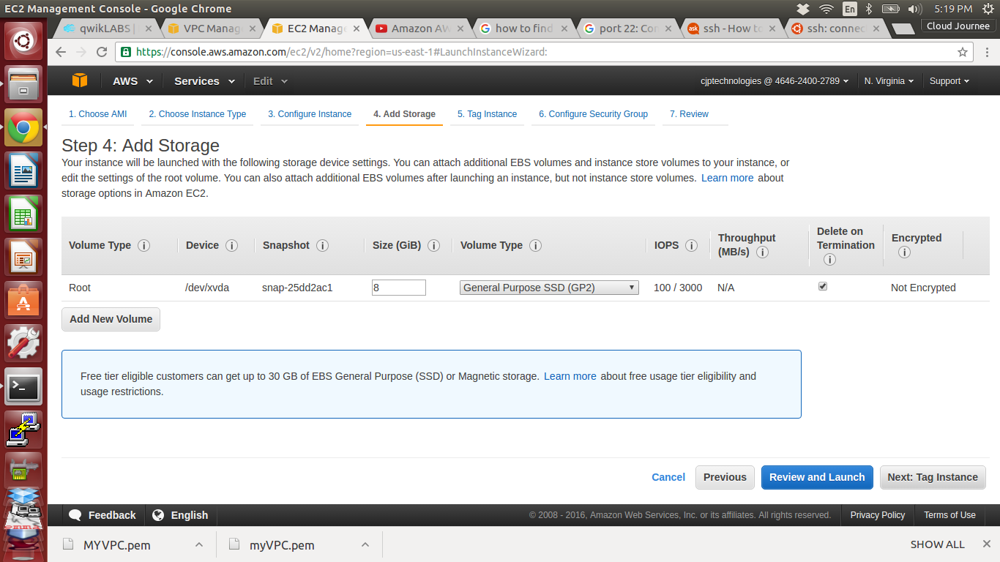 EC2 Management Console - Google Chrome
En
5:19 PM
qwikLABS |
VPC Manag
EC2 Manage
Amazon AW
how to find
port 22: Con
ask
ssh - How to
ssh: connec
Cloud Journee
https://console.aws.amazon.com/ec2/v2/home?region=us-east-1#LaunchInstanceWizard:
AWS
Services
Edit
cjptechnologies @ 4646-2400-2789
N. Virginia
Support
1. Choose AMI
2. Choose Instance Type
3. Configure Instance
4. Add Storage
5. Tag Instance
6. Configure Security Group
7. Review
Step 4: Add Storage
Your instance will be launched with the following storage device settings. You can attach additional EBS volumes and instance store volumes to your instance, or
edit the settings of the root volume. You can also attach additional EBS volumes after launching an instance, but not instance store volumes. Learn more about
storage options in Amazon EC2.
Volume Type
Device
Snapshot
Size (GiB)
Volume Type
IOPS
Throughput
(MB/s)
Delete on
Termination
Encrypted
Root
/dev/xvda
snap-25dd2ac1
8
General Purpose SSD (GP2)
100 / 3000
N/A
Not Encrypted
Add New Volume
Free tier eligible customers can get up to 30 GB of EBS General Purpose (SSD) or Magnetic storage. Learn more about free usage tier eligibility and
usage restrictions.
Cancel
Previous
Review and Launch
Next: Tag Instance
Feedback
English
© 2008 - 2016, Amazon Web Services, Inc. or its affiliates. All rights reserved.
Privacy Policy
Terms of Use
MYVPC.pem
myVPC.pem
SHOW ALL